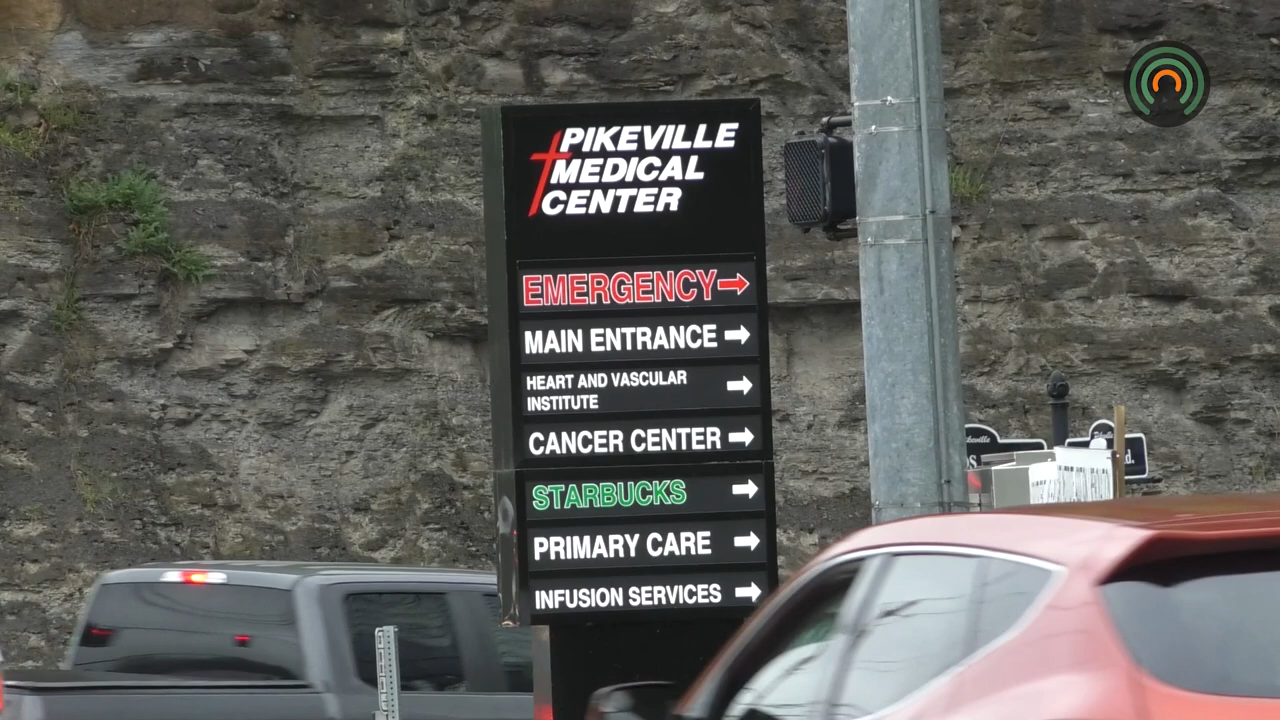 PIKEVILLE
MEDICAL
CENTER
EMERGENCY
MAIN ENTRANCE
HEART AND VASCULAR
INSTITUTE
CANCER CENTER
STARBUCKS
PRIMARY CARE
INFUSION SERVICES